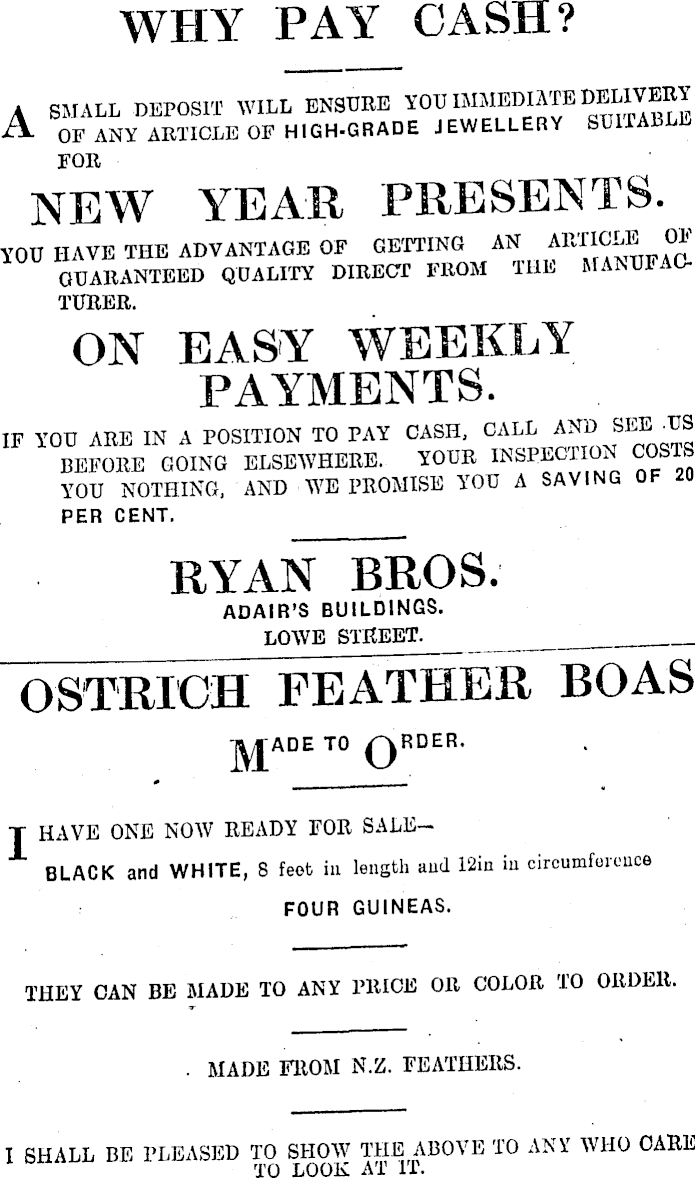 WHY PAY CASH?
A SMALL DEPOSIT WILL ENSURE YOU IMMEDIATE DELIVERY
OF ANY ARTICLE OF HIGH-GRADE JEWELLERY SUITABLE
FOR
NEW YEAR PRESENTS.
YOU HAVE THE ADVANTAGE OF GETTING AN ARTICLE OF
GUARANTEED QUALITY DIRECT FROM THE MANUFAC-
TURER.
ON EASY WEEKLY
PAYMENTS.
IF YOU ARE IN A POSITION TO PAY CASH, CALL AND SEE US
BEFORE GOING ELSEWHERE. YOUR INSPECTION COSTS
YOU NOTHING, AND WE PROMISE YOU A SAVING OF 20
PER CENT.
RYAN BROS.
ADAIR'S BUILDINGS.
LOWE STREET.
OSTRICH FEATHER BOAS
MADE TO ORDER.
I HAVE ONE NOW READY FOR SALE—
BLACK and WHITE, 8 feet in length and 12in in circumference
FOUR GUINEAS.
THEY CAN BE MADE TO ANY PRICE OR COLOR TO ORDER.
MADE FROM N.Z. FEATHERS.
I SHALL BE PLEASED TO SHOW THE ABOVE TO ANY WHO CARE
TO LOOK AT IT.